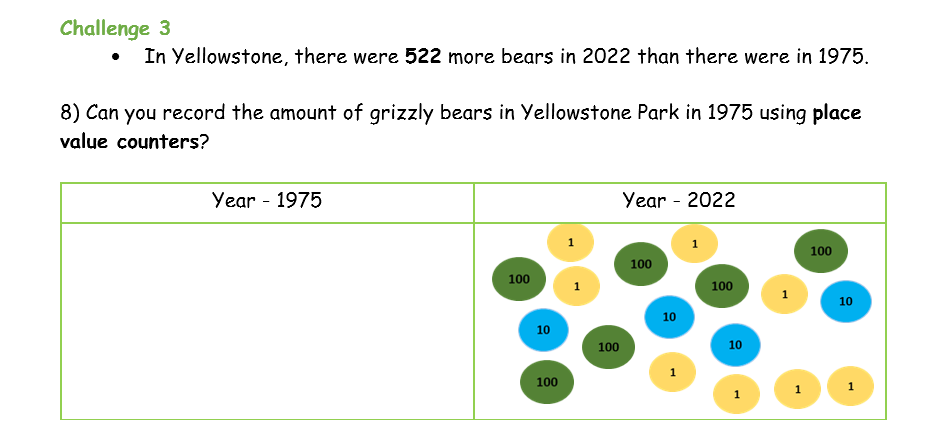 Challenge 3
• In Yellowstone, there were 522 more bears in 2022 than there were in 1975.
8) Can you record the amount of grizzly bears in Yellowstone Park in 1975 using place
value counters?
Year - 1975 Year - 2022
1 1 100
100 1 100 100 1 10
10 10 10
100
100 1 1 1 1